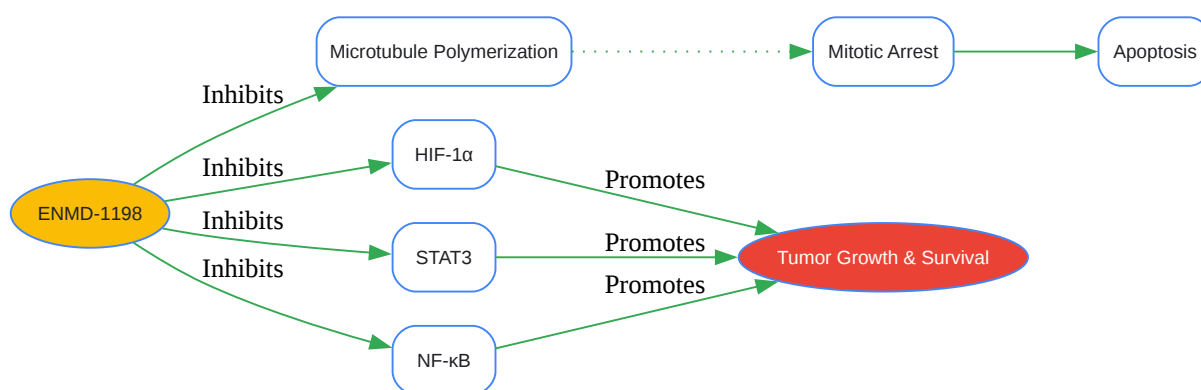 Microtubule Polymerization
Mitotic Arrest
Apoptosis
Inhibits
HIF-1α
Inhibits
Promotes
ENMD-1198
Inhibits
STAT3
Promotes
Tumor Growth & Survival
Inhibits
Promotes
NF-κB